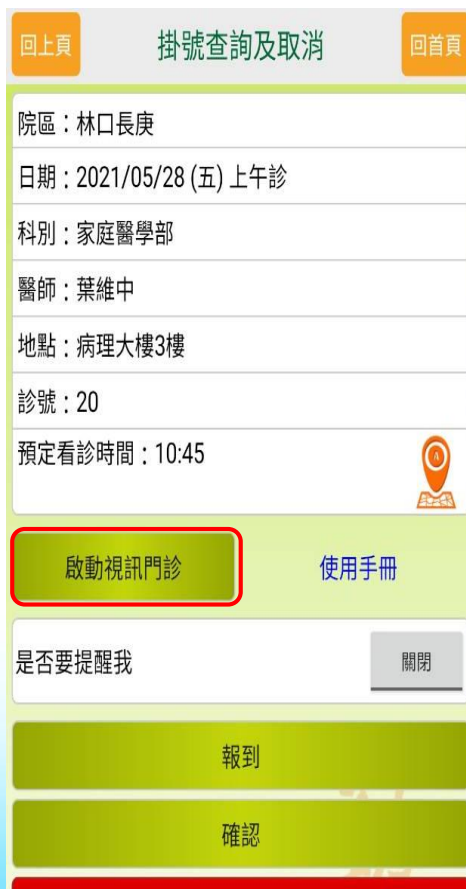 回上頁 掛號查詢及取消 回首頁
院區：林口長庚
日期：2021/05/28 (五) 上午診
科別：家庭醫學部
醫師：葉維中
地點：病理大樓3樓
診號：20
預定看診時間：10:45
A
啟動視訊門診 使用手冊
是否要提醒我 關閉
報到
確認